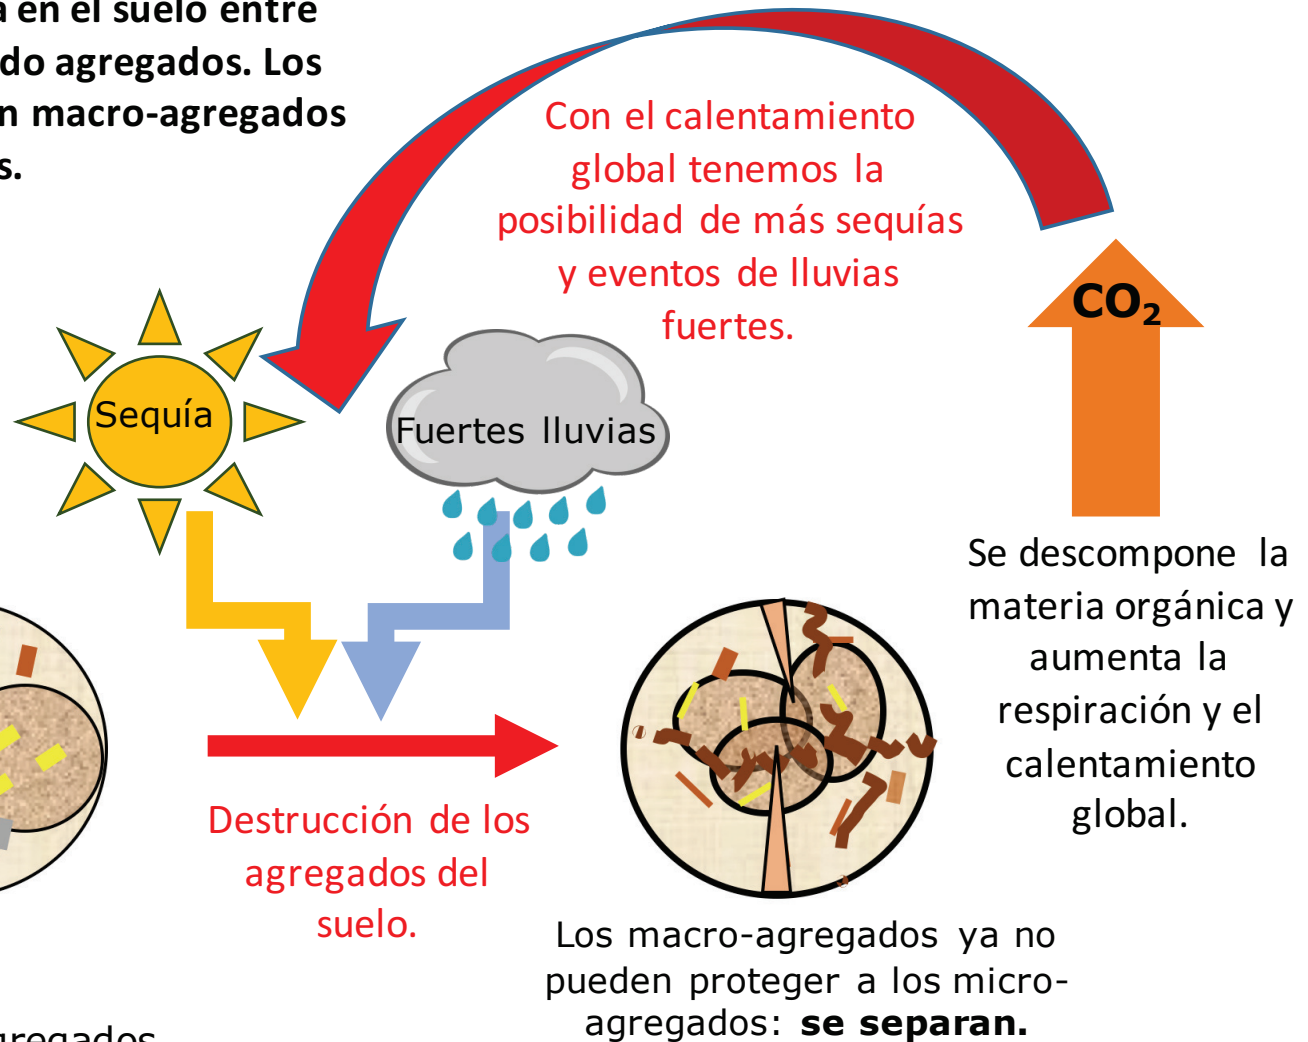 a en el suelo entre
do agregados. Los
n macro-agregados
s.
Con el calentamiento
global tenemos la
posibilidad de más sequías
y eventos de lluvias
fuertes.
CO₂
Sequía
Fuertes lluvias
Se descompone la
materia orgánica y
aumenta la
respiración y el
calentamiento
global.
Destrucción de los
agregados del
suelo.
Los macro-agregados ya no
pueden proteger a los micro-
agregados: se separan.
gregados